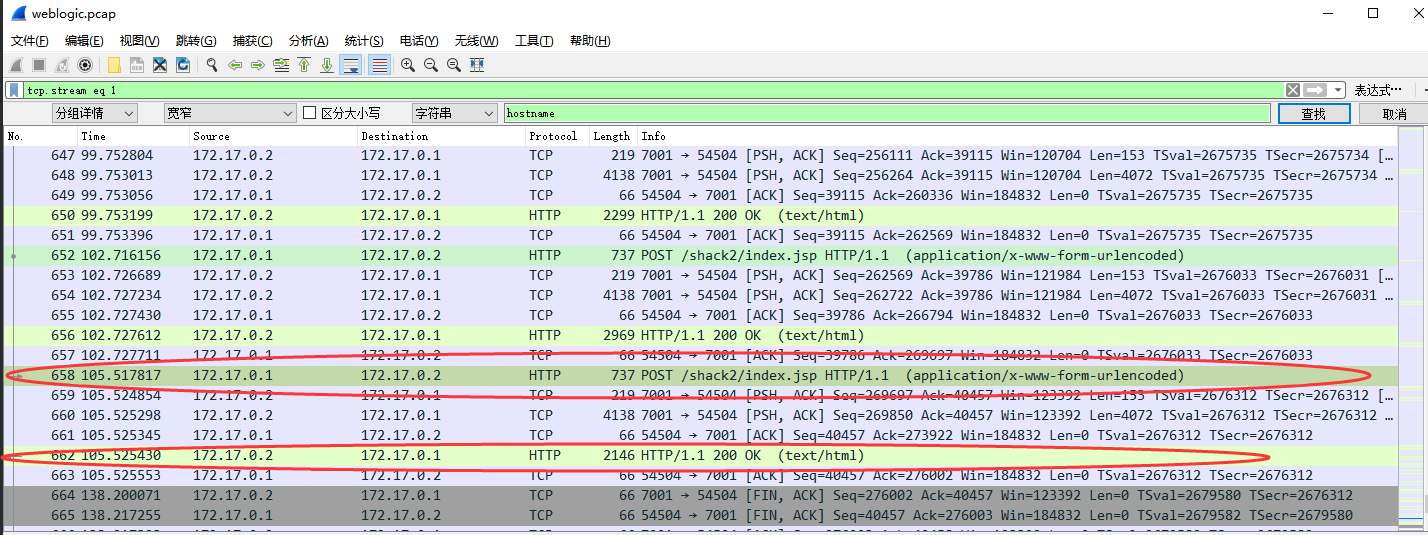 weblogic.pcap
文件(F) 编辑(E) 视图(V) 跳转(G) 捕获(C) 分析(A) 统计(S) 电话(Y) 无线(W) 工具(T) 帮助(H)
tcp.stream eq 1 表达式…
分组详情 宽窄 区分大小写 字符串 hostname 查找 取消
No. Time Source Destination Protocol Length Info
647 99.752804 172.17.0.2 172.17.0.1 TCP 219 7001 → 54504 [PSH, ACK] Seq=256111 Ack=39115 Win=120704 Len=153 TSval=2675735 TSecr=2675734 […
648 99.753013 172.17.0.2 172.17.0.1 TCP 4138 7001 → 54504 [PSH, ACK] Seq=256264 Ack=39115 Win=120704 Len=4072 TSval=2675735 TSecr=2675734 …
649 99.753056 172.17.0.1 172.17.0.2 TCP 66 54504 → 7001 [ACK] Seq=39115 Ack=260336 Win=184832 Len=0 TSval=2675735 TSecr=2675735
650 99.753199 172.17.0.2 172.17.0.1 HTTP 2299 HTTP/1.1 200 OK (text/html)
651 99.753396 172.17.0.1 172.17.0.2 TCP 66 54504 → 7001 [ACK] Seq=39115 Ack=262569 Win=184832 Len=0 TSval=2675735 TSecr=2675735
652 102.716156 172.17.0.1 172.17.0.2 HTTP 737 POST /shack2/index.jsp HTTP/1.1 (application/x-www-form-urlencoded)
653 102.726689 172.17.0.2 172.17.0.1 TCP 219 7001 → 54504 [PSH, ACK] Seq=262569 Ack=39786 Win=121984 Len=153 TSval=2676033 TSecr=2676031 […
654 102.727234 172.17.0.2 172.17.0.1 TCP 4138 7001 → 54504 [PSH, ACK] Seq=262722 Ack=39786 Win=121984 Len=4072 TSval=2676033 TSecr=2676031 …
655 102.727430 172.17.0.1 172.17.0.2 TCP 66 54504 → 7001 [ACK] Seq=39786 Ack=266794 Win=184832 Len=0 TSval=2676033 TSecr=2676033
656 102.727612 172.17.0.2 172.17.0.1 HTTP 2969 HTTP/1.1 200 OK (text/html)
657 102.727711 172.17.0.1 172.17.0.2 TCP 66 54504 → 7001 [ACK] Seq=39786 Ack=269697 Win=184832 Len=0 TSval=2676033 TSecr=2676033
658 105.517817 172.17.0.1 172.17.0.2 HTTP 737 POST /shack2/index.jsp HTTP/1.1 (application/x-www-form-urlencoded)
659 105.524854 172.17.0.2 172.17.0.1 TCP 219 7001 → 54504 [PSH, ACK] Seq=269697 Ack=40457 Win=123392 Len=153 TSval=2676312 TSecr=2676312 […
660 105.525298 172.17.0.2 172.17.0.1 TCP 4138 7001 → 54504 [PSH, ACK] Seq=269850 Ack=40457 Win=123392 Len=4072 TSval=2676312 TSecr=2676312 …
661 105.525345 172.17.0.1 172.17.0.2 TCP 66 54504 → 7001 [ACK] Seq=40457 Ack=273922 Win=184832 Len=0 TSval=2676312 TSecr=2676312
662 105.525430 172.17.0.2 172.17.0.1 HTTP 2146 HTTP/1.1 200 OK (text/html)
663 105.525553 172.17.0.1 172.17.0.2 TCP 66 54504 → 7001 [ACK] Seq=40457 Ack=276002 Win=184832 Len=0 TSval=2676312 TSecr=2676312
664 138.200071 172.17.0.2 172.17.0.1 TCP 66 7001 → 54504 [FIN, ACK] Seq=276002 Ack=40457 Win=123392 Len=0 TSval=2679580 TSecr=2676312
665 138.217255 172.17.0.1 172.17.0.2 TCP 66 54504 → 7001 [FIN, ACK] Seq=40457 Ack=276003 Win=184832 Len=0 TSval=2679582 TSecr=2679580